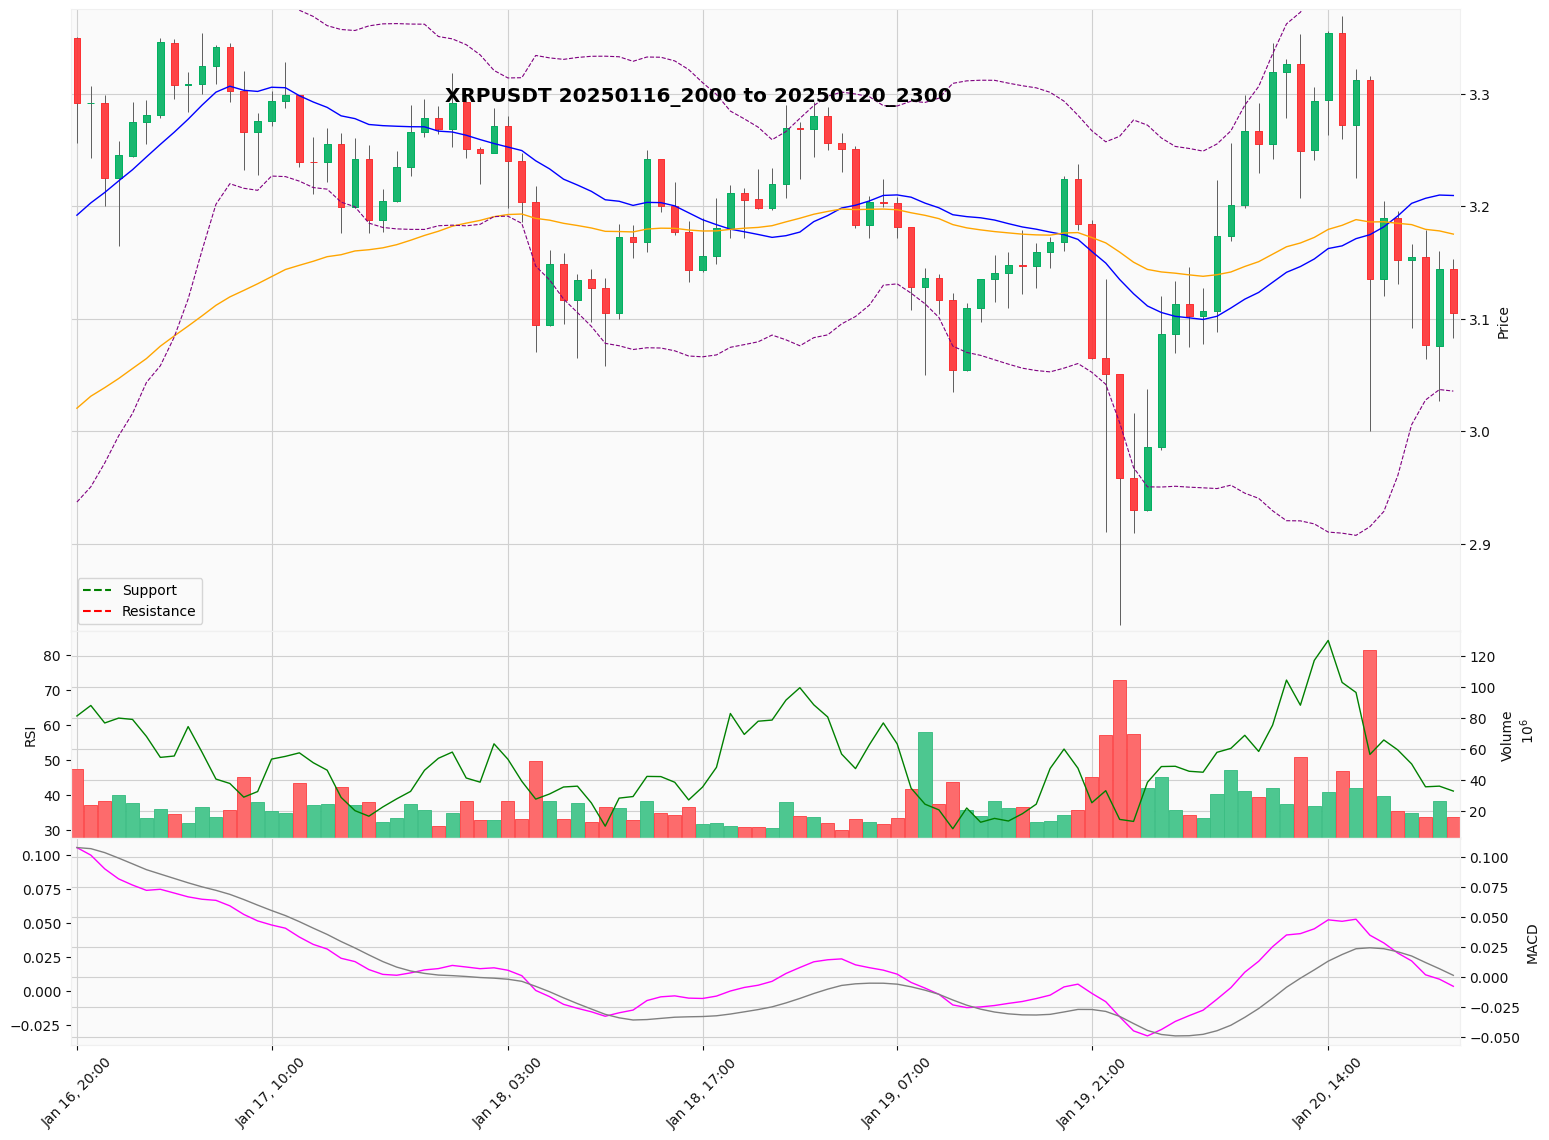 XRPUSDT 20250116_2000 to 20250120_2300
3.3
3.2
3.1
3.0
2.9
Price
Support
Resistance
80
70
60
50
40
30
RSI
120
100
80
60
40
20
Volume
10^6
0.100
0.075
0.050
0.025
0.000
−0.025
0.100
0.075
0.050
0.025
0.000
−0.025
−0.050
MACD
Jan 16, 20:00
Jan 17, 10:00
Jan 18, 03:00
Jan 18, 17:00
Jan 19, 07:00
Jan 19, 21:00
Jan 20, 14:00